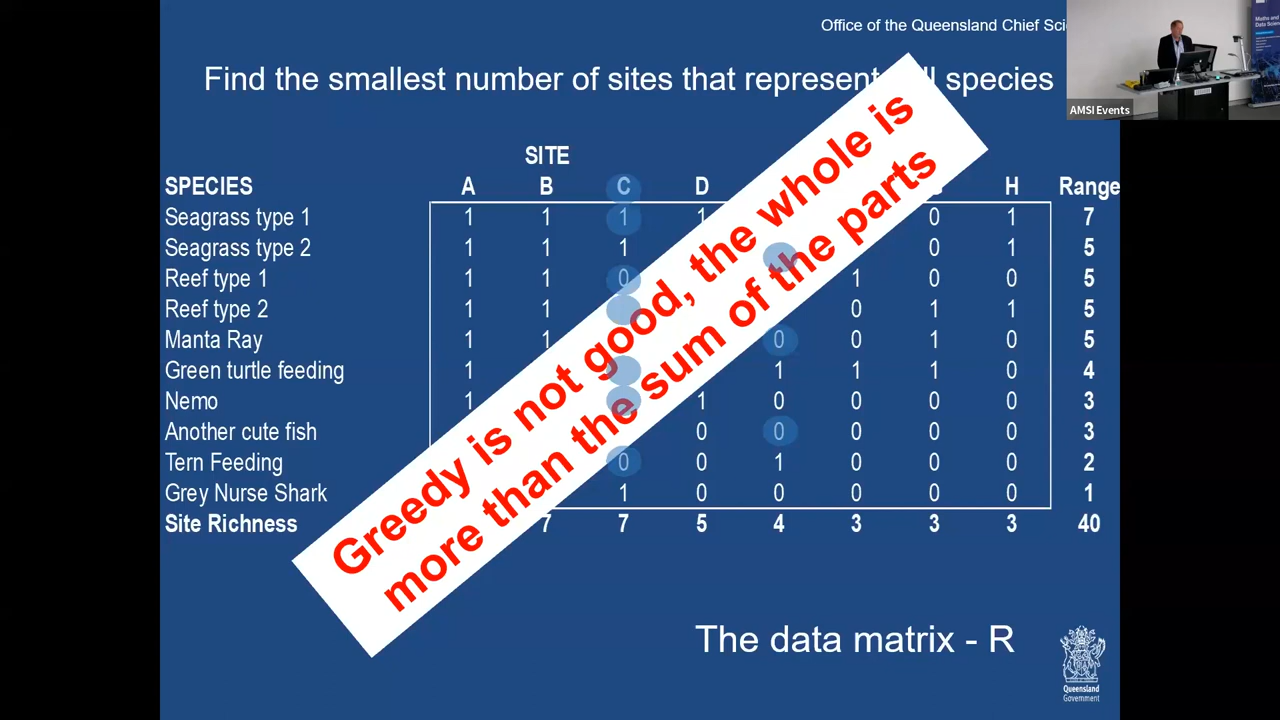 Office of the Queensland Chief
AMSI Events
Maths and
Data
Find the smallest number of sites that represent species
SITE
SPECIES A B C D H Range
Seagrass type 1 1 1 1 1 0 1 7
Seagrass type 2 1 1 1 0 1 5
Reef type 1 1 1 0 1 0 0 5
Reef type 2 1 1 0 1 1 5
Manta Ray 1 1 0 0 1 0 5
Green turtle feeding 1 1 1 1 0 4
Nemo 1 1 0 0 0 0 3
Another cute fish 0 0 0 0 0 3
Tern Feeding 0 0 1 0 0 0 2
Grey Nurse Shark 1 0 0 0 0 0 1
Site Richness 7 7 5 4 3 3 3 40
Greedy is not good, the whole is
more than the sum of the parts
The data matrix - R
Queensland
Government